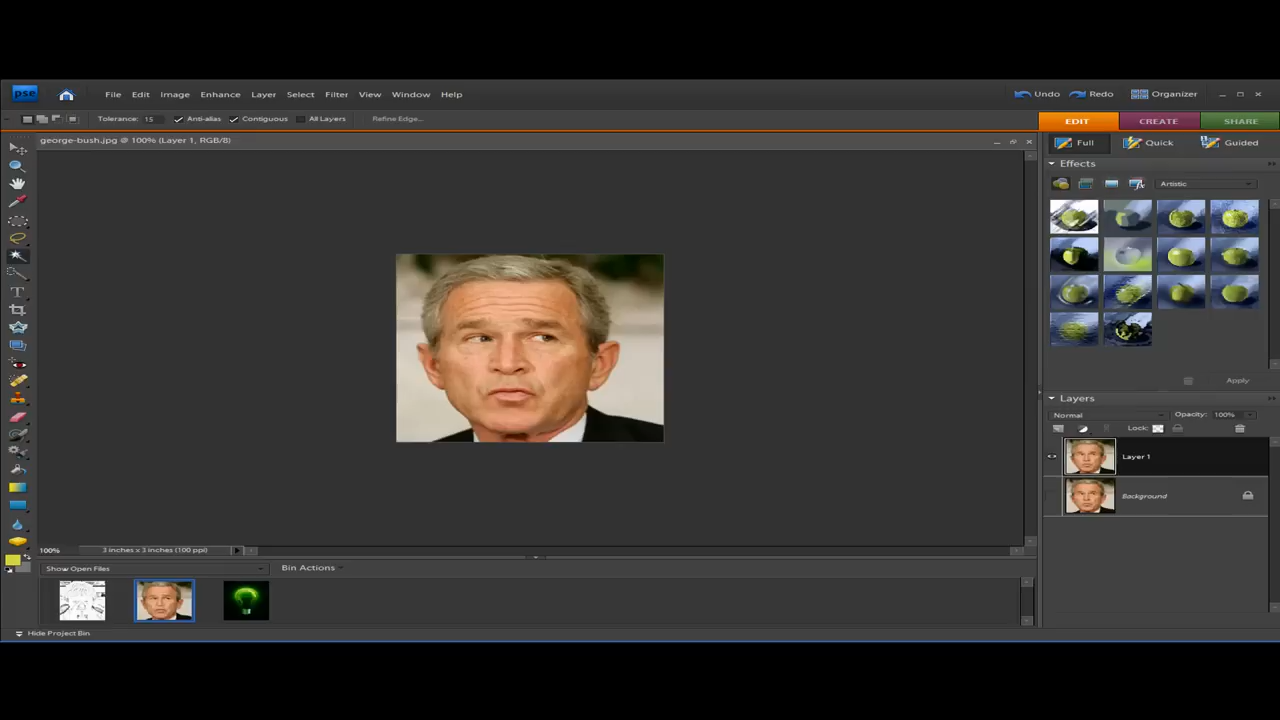 pse File Edit Image Enhance Layer Filter View Window Help Undo Redo Organizer
Tolerance: 15 Anti-alias Contiguous All Layers Refine Edge... EDIT CREATE SHARE
george-bush.jpg @ 100% (Layer 1, RGB/8) Full Quick Guided
Effects
Artistic
Apply
Layers
Normal Opacity: 100%
Lock:
Layer 1
Background
100% 3 inches x 3 inches (100 ppi)
Show Open Files Bin Actions
Hide Project Bin